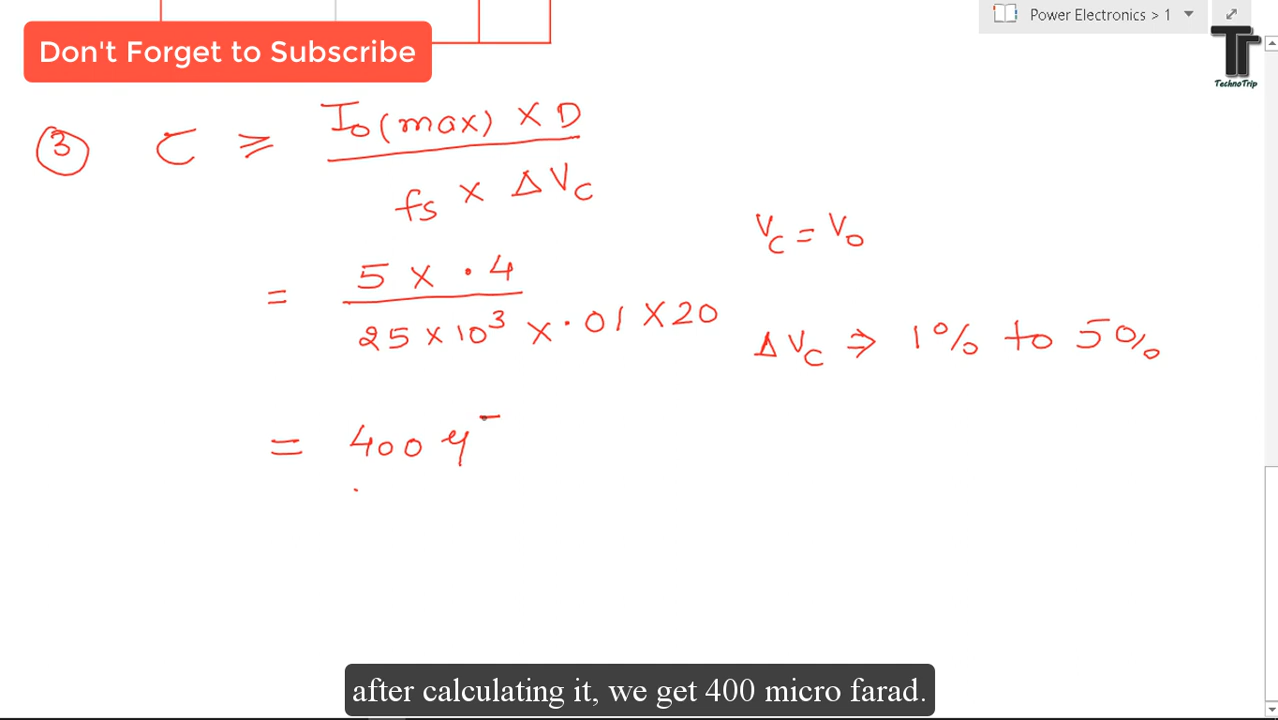 Power Electronics > 1
Don't Forget to Subscribe
TechnoTrip
③ C ⩾ Io(max) × D
fs × ΔVc
Vc = Vo
= 5 × .4
25 × 10³ × .01 × 20
ΔVc ⇒ 1% to 5%
= 400 μ
after calculating it, we get 400 micro farad.